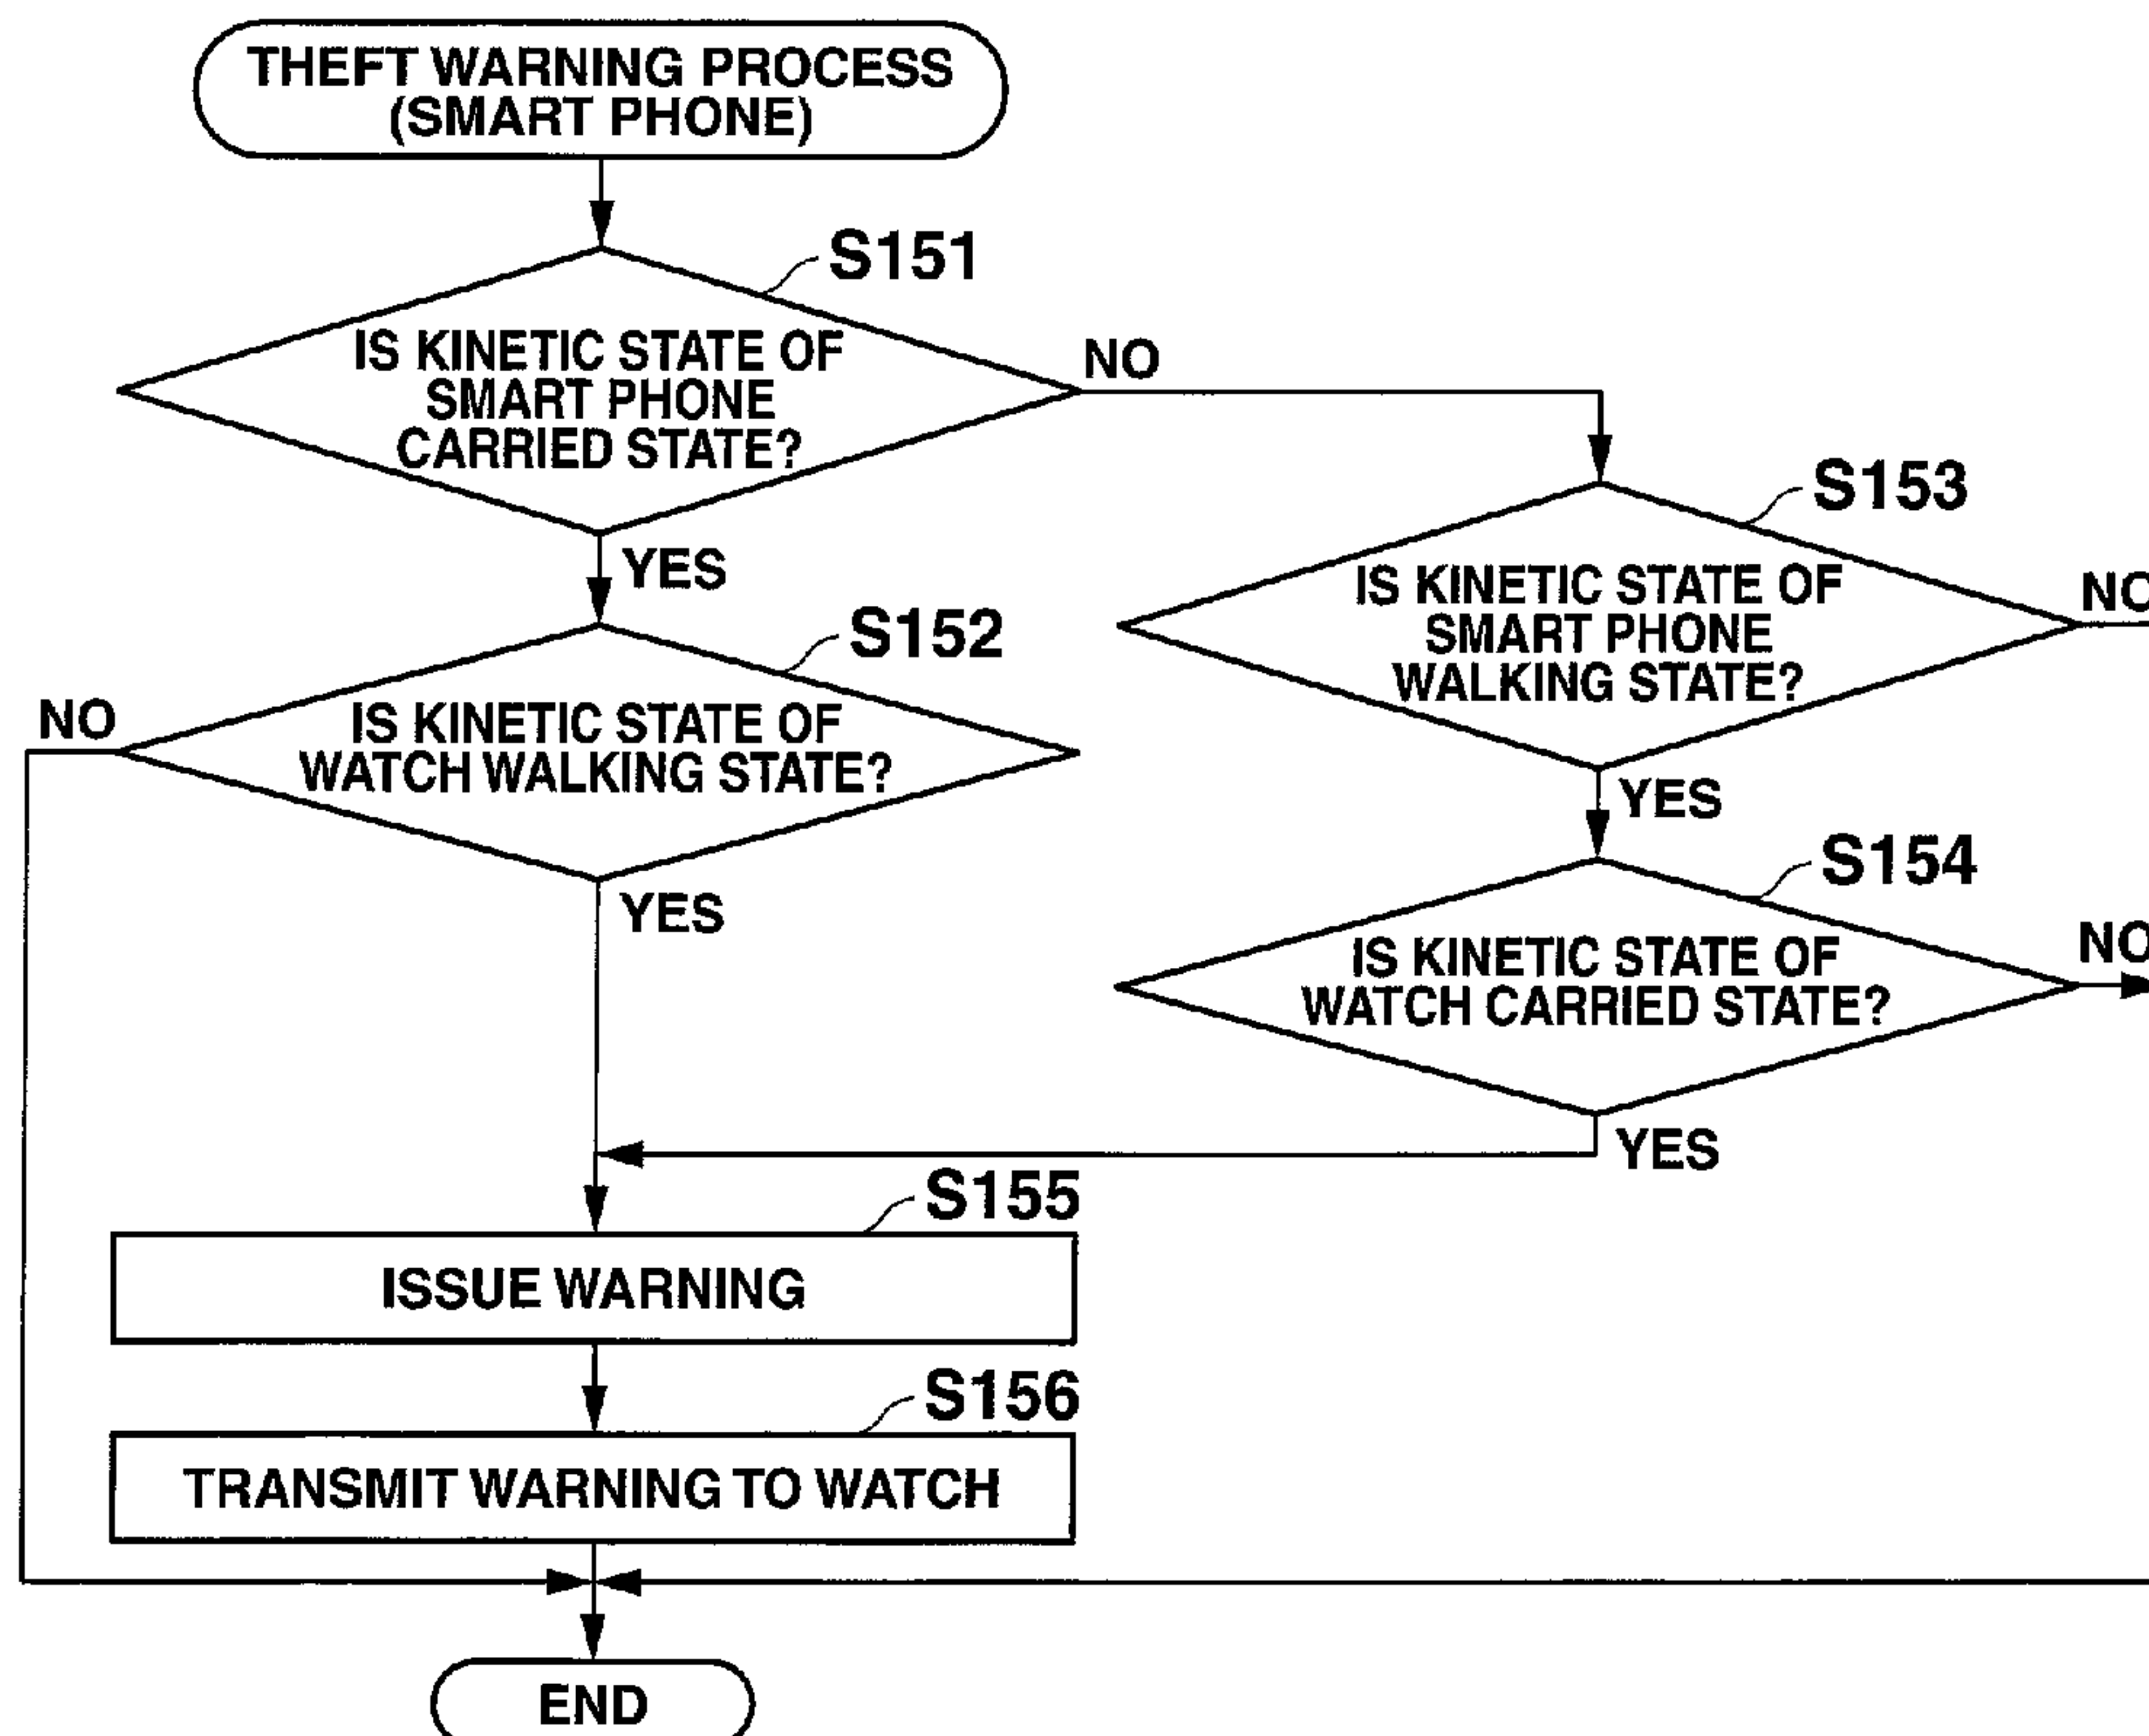 THEFT WARNING PROCESS
(SMART PHONE)
S151
IS KINETIC STATE OF
SMART PHONE
CARRIED STATE?
NO
YES
S153
IS KINETIC STATE OF
SMART PHONE
WALKING STATE?
NO
YES
S152
NO
IS KINETIC STATE OF
WATCH WALKING STATE?
YES
S154
IS KINETIC STATE OF
WATCH CARRIED STATE?
NO
YES
S155
ISSUE WARNING
S156
TRANSMIT WARNING TO WATCH
END